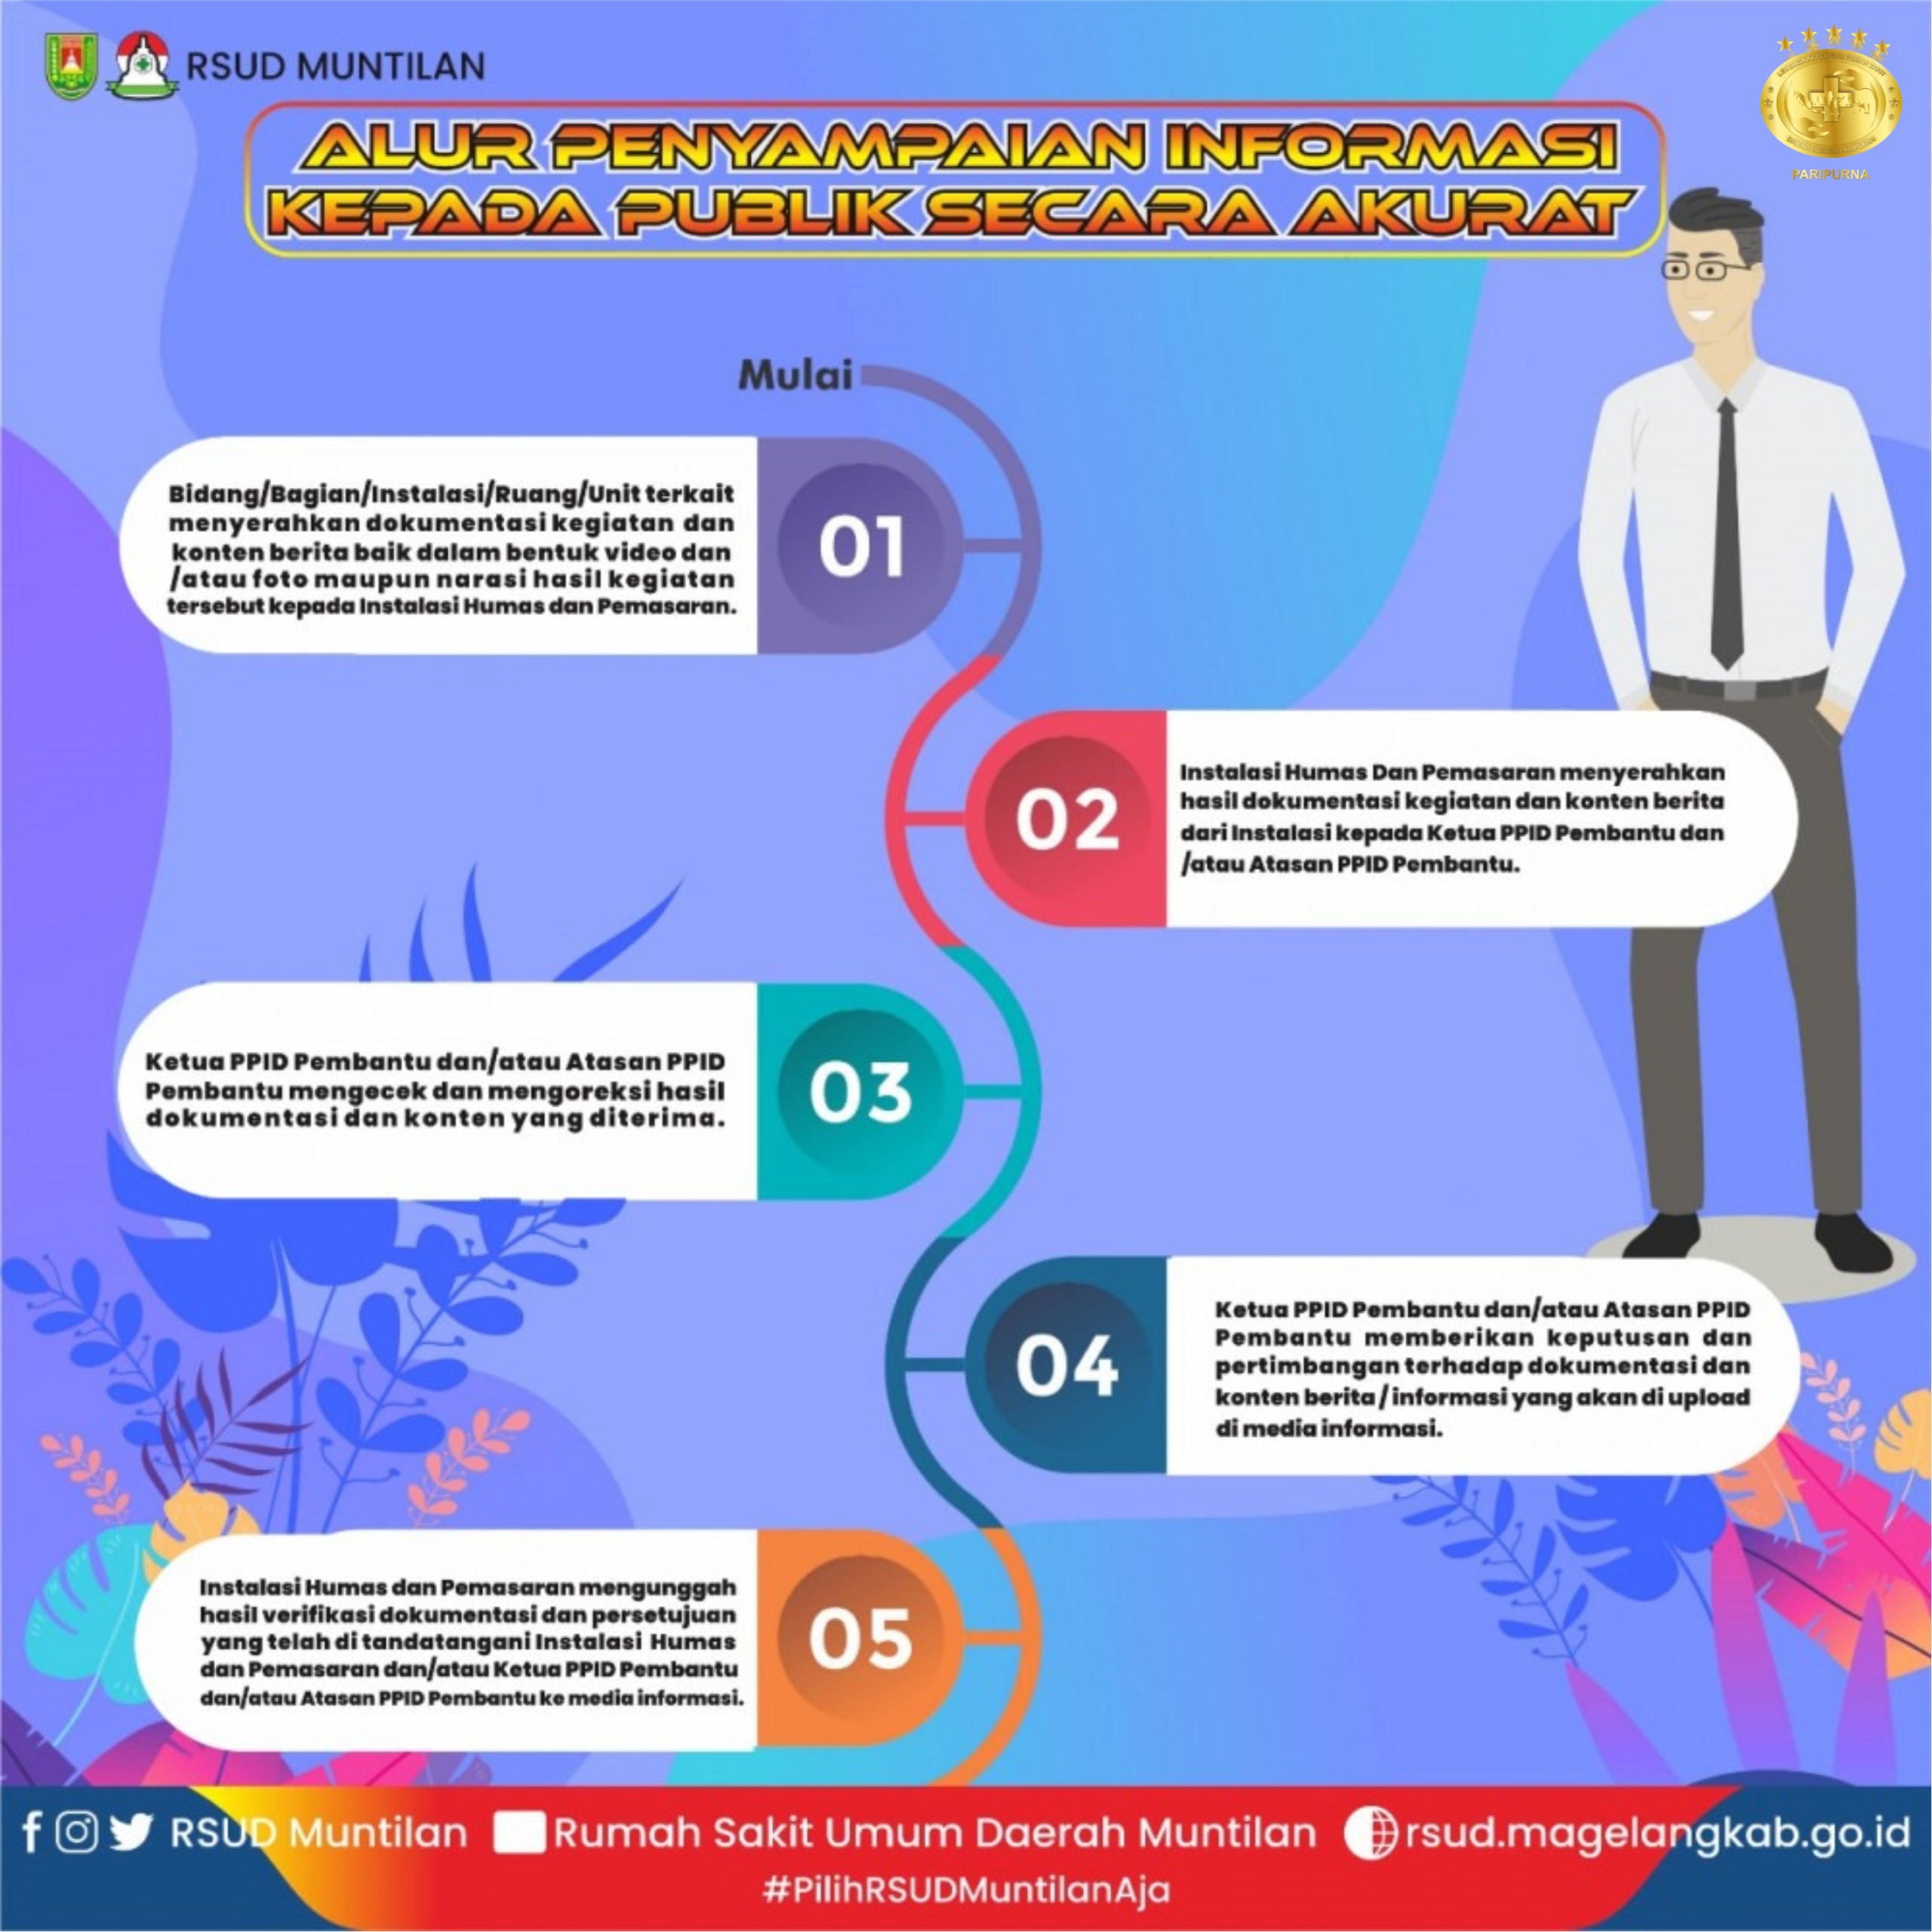 RSUD MUNTILAN
ALUR PENYAMPAIAN INFORMASI
KEPADA PUBLIK SECARA AKURAT
PARIPURNA
Mulai
Bidang/Bagian/Instalasi/Ruang/Unit terkait
menyerahkan dokumentasi kegiatan dan
konten berita baik dalam bentuk video dan
/atau foto maupun narasi hasil kegiatan
tersebut kepada Instalasi Humas dan Pemasaran.
01
02
Instalasi Humas Dan Pemasaran menyerahkan
hasil dokumentasi kegiatan dan konten berita
dari Instalasi kepada Ketua PPID Pembantu dan
/atau Atasan PPID Pembantu.
Ketua PPID Pembantu dan/atau Atasan PPID
Pembantu mengecek dan mengoreksi hasil
dokumentasi dan konten yang diterima.
03
04
Ketua PPID Pembantu dan/atau Atasan PPID
Pembantu memberikan keputusan dan
pertimbangan terhadap dokumentasi dan
konten berita / informasi yang akan di upload
di media informasi.
Instalasi Humas dan Pemasaran mengunggah
hasil verifikasi dokumentasi dan persetujuan
yang telah di tandatangani Instalasi Humas
dan Pemasaran dan/atau Ketua PPID Pembantu
dan/atau Atasan PPID Pembantu ke media informasi.
05
RSUD Muntilan Rumah Sakit Umum Daerah Muntilan rsud.magelangkab.go.id
#PilihRSUDMuntilanAja